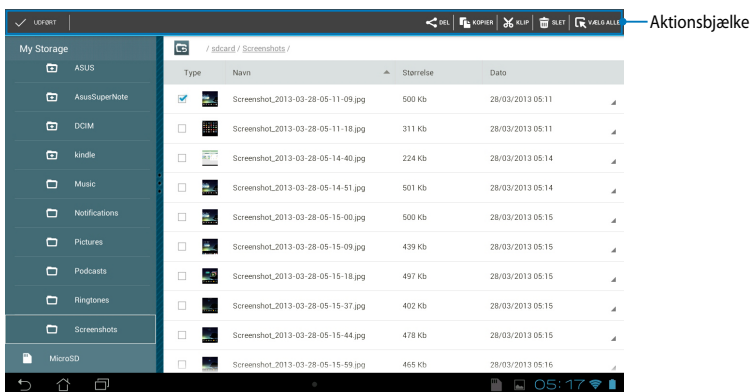 UDFØRT DEL KOPIER KLIP SLET VÆLG ALLE Aktionsbjælke
My Storage / sdcard / Screenshots /
ASUS
AsusSuperNote
DCIM
kindle
Music
Notifications
Pictures
Podcasts
Ringtones
Screenshots
MicroSD
Type Navn Størrelse Dato
Screenshot_2013-03-28-05-11-09.jpg 500 Kb 28/03/2013 05:11
Screenshot_2013-03-28-05-11-18.jpg 311 Kb 28/03/2013 05:11
Screenshot_2013-03-28-05-14-40.jpg 224 Kb 28/03/2013 05:14
Screenshot_2013-03-28-05-14-51.jpg 501 Kb 28/03/2013 05:14
Screenshot_2013-03-28-05-15-00.jpg 500 Kb 28/03/2013 05:15
Screenshot_2013-03-28-05-15-09.jpg 439 Kb 28/03/2013 05:15
Screenshot_2013-03-28-05-15-18.jpg 497 Kb 28/03/2013 05:15
Screenshot_2013-03-28-05-15-37.jpg 402 Kb 28/03/2013 05:15
Screenshot_2013-03-28-05-15-44.jpg 478 Kb 28/03/2013 05:15
Screenshot_2013-03-28-05-15-59.jpg 465 Kb 28/03/2013 05:16
05:17